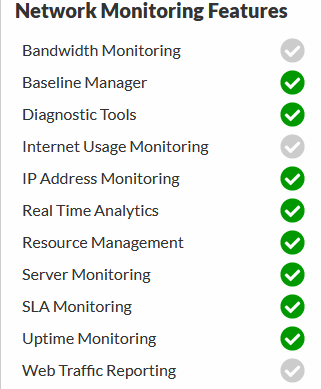 Network Monitoring Features
Bandwidth Monitoring
Baseline Manager
Diagnostic Tools
Internet Usage Monitoring
IP Address Monitoring
Real Time Analytics
Resource Management
Server Monitoring
SLA Monitoring
Uptime Monitoring
Web Traffic Reporting